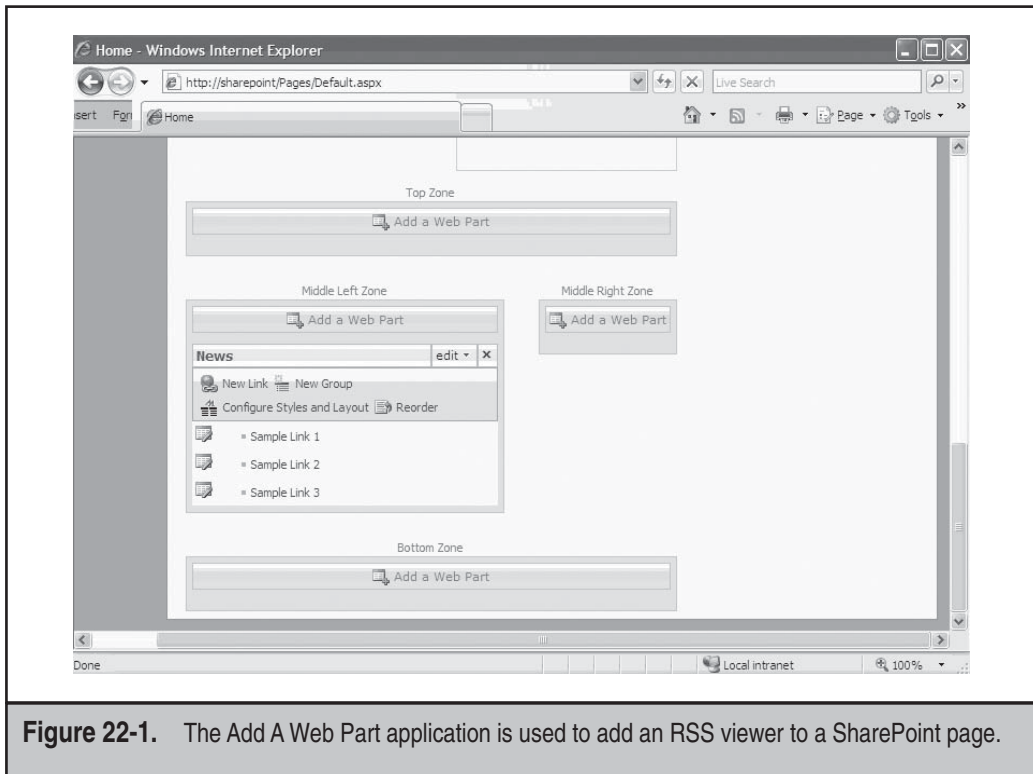 Home - Windows Internet Explorer
http://sharepoint/Pages/Default.aspx
Live Search
Home
Page
Tools
Top Zone
Add a Web Part
Middle Left Zone
Middle Right Zone
Add a Web Part
Add a Web Part
News
edit
New Link
New Group
Configure Styles and Layout
Reorder
Sample Link 1
Sample Link 2
Sample Link 3
Bottom Zone
Add a Web Part
Done
Local intranet
100%
Figure 22-1. The Add A Web Part application is used to add an RSS viewer to a SharePoint page.